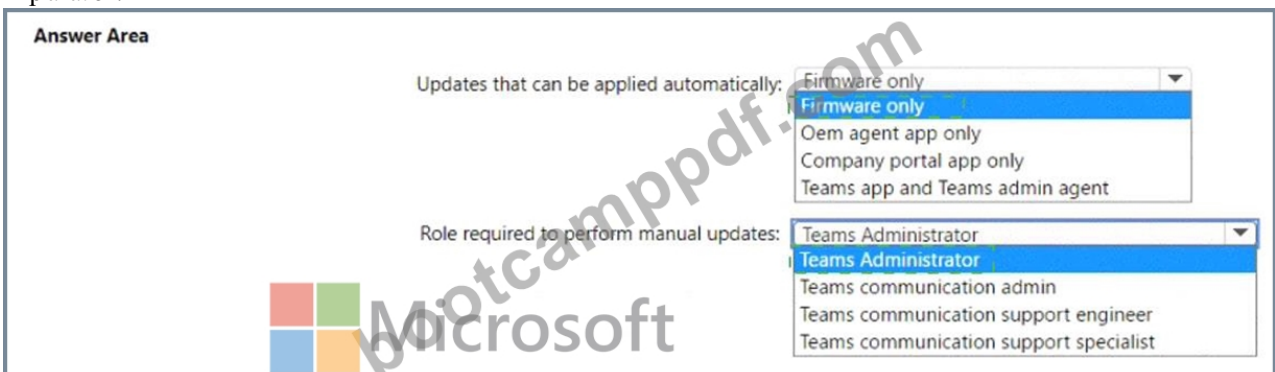 Answer Area
Updates that can be applied automatically: Firmware only
Firmware only
Oem agent app only
Company portal app only
Teams app and Teams admin agent
Role required to perform manual updates: Teams Administrator
Teams Administrator
Teams communication admin
Teams communication support engineer
Teams communication support specialist
Microsoft
bootcamppdf.com